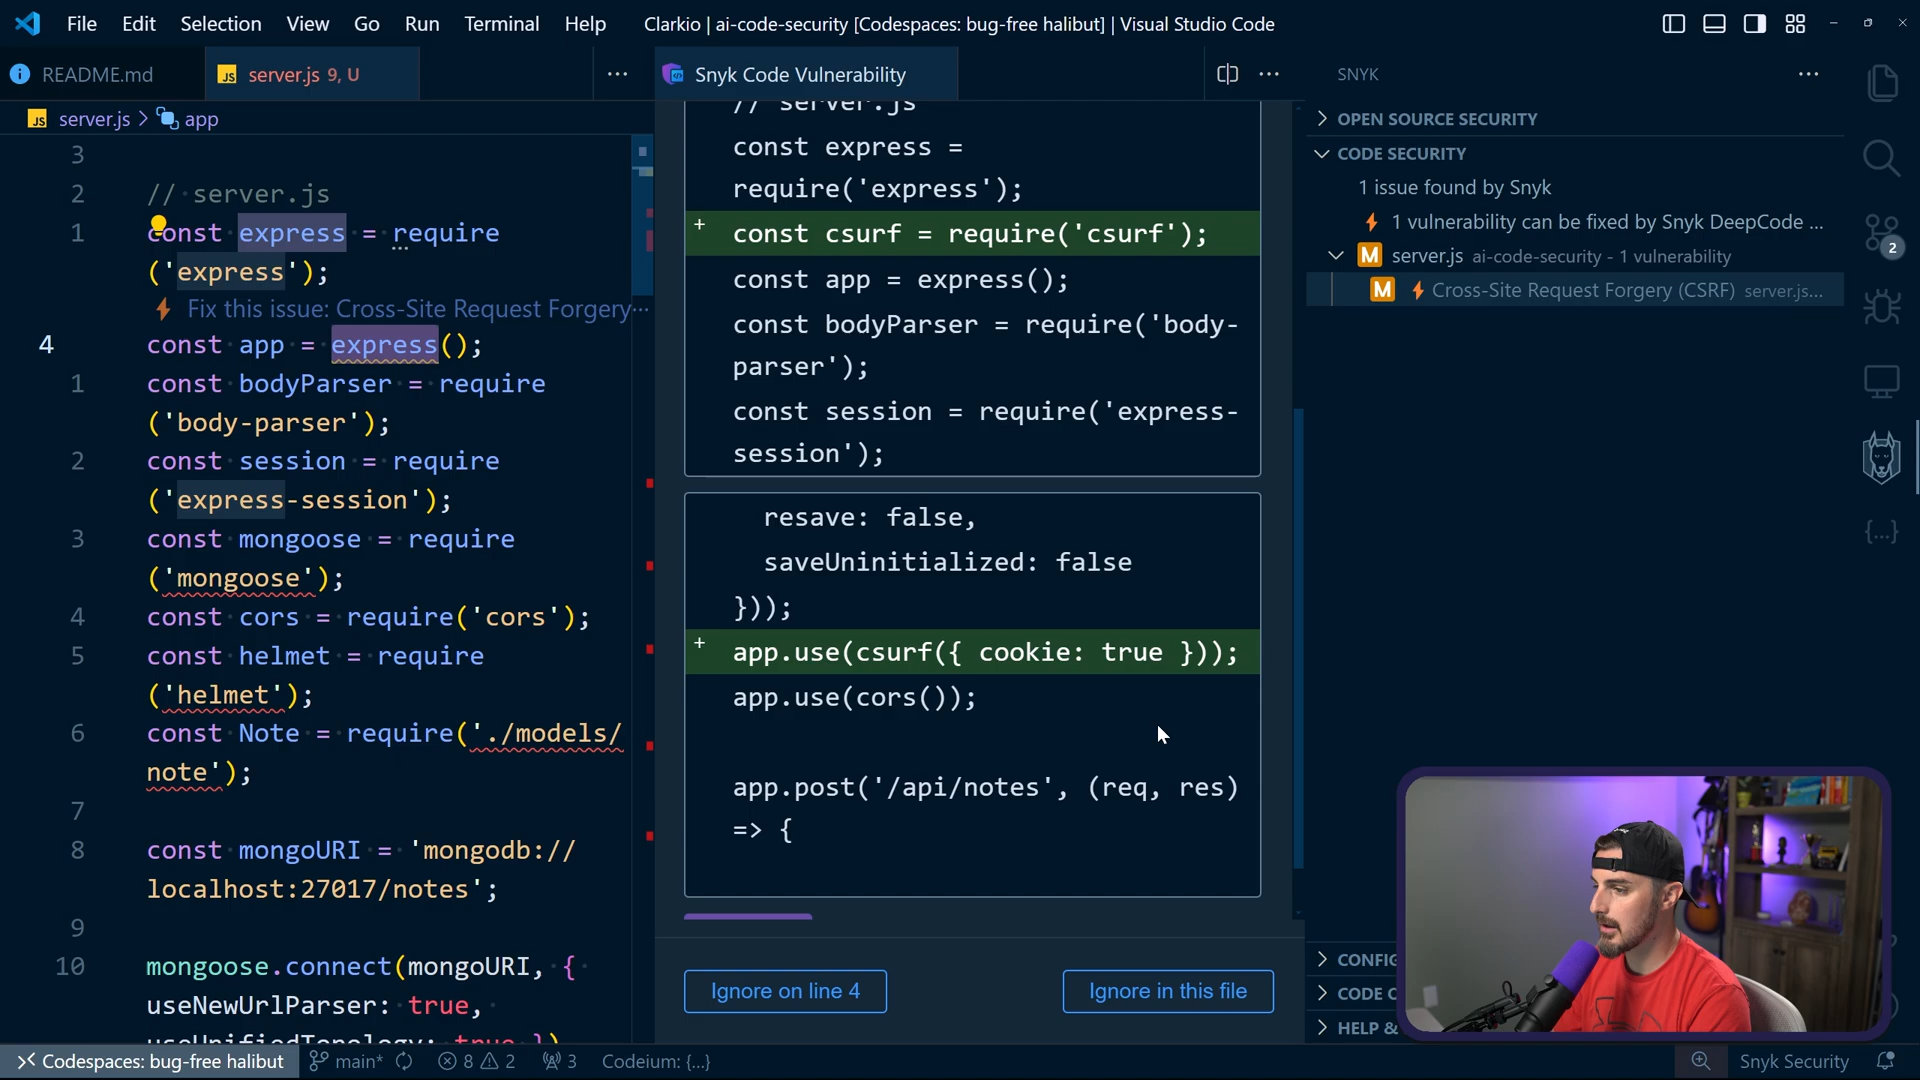 File Edit Selection View Go Run Terminal Help Clarkio | ai-code-security [Codespaces: bug-free halibut] | Visual Studio Code
README.md
server.js 9, U
...
Snyk Code Vulnerability
...
SNYK
...
server.js > app
3
2 // server.js
1 const express = require
('express');
Fix this issue: Cross-Site Request Forgery...
4 const app = express();
1 const bodyParser = require
('body-parser');
2 const session = require
('express-session');
3 const mongoose = require
('mongoose');
4 const cors = require('cors');
5 const helmet = require
('helmet');
6 const Note = require('./models/
note');
7
8 const mongoURI = 'mongodb://
localhost:27017/notes';
9
10 mongoose.connect(mongoURI, {
useNewUrlParser: true,
useUnifiedTopology: true })
// server.js
const express =
require('express');
+ const csurf = require('csurf');
const app = express();
const bodyParser = require('body-
parser');
const session = require('express-
session');
resave: false,
saveUninitialized: false
}));
+ app.use(csurf({ cookie: true }));
app.use(cors());
app.post('/api/notes', (req, res)
=> {
Ignore on line 4
Ignore in this file
OPEN SOURCE SECURITY
CODE SECURITY
1 issue found by Snyk
1 vulnerability can be fixed by Snyk DeepCode ...
M server.js ai-code-security - 1 vulnerability
M Cross-Site Request Forgery (CSRF) server.js...
2
{...}
CONFIG
CODE
HELP &
Codespaces: bug-free halibut main* 8 2 3 Codeium: {...}
Snyk Security